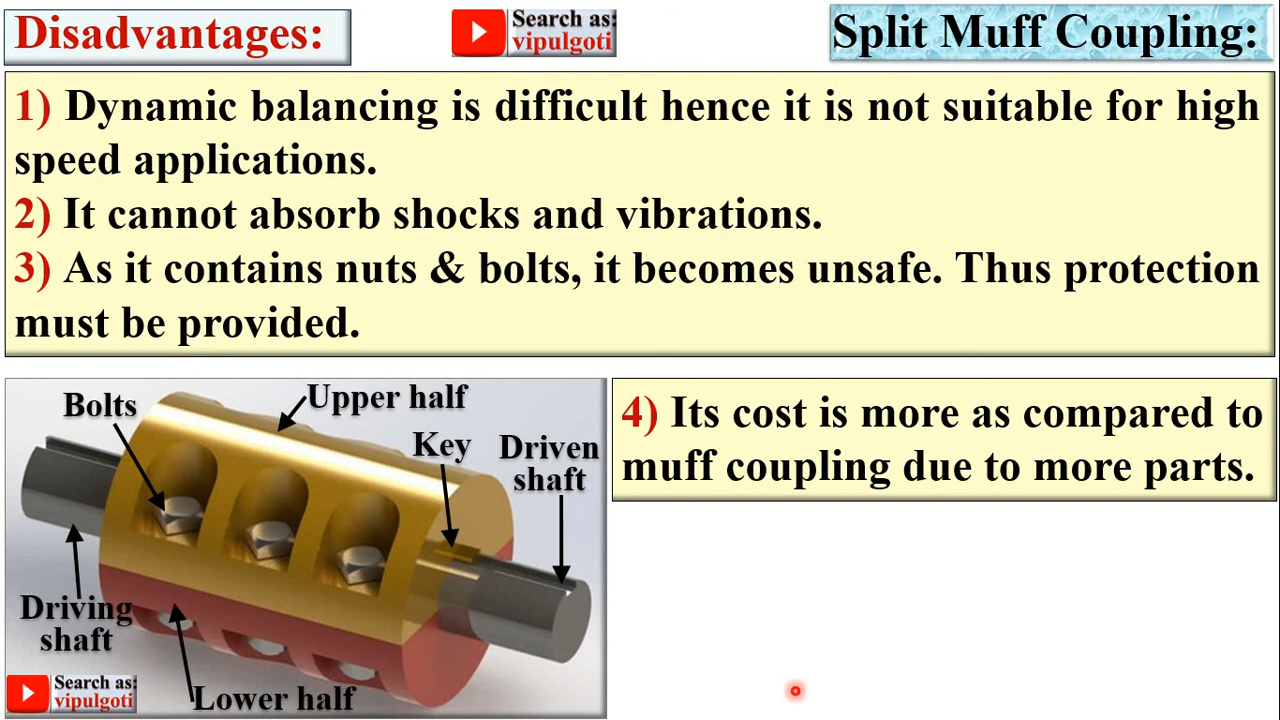 Disadvantages:
Search as:
vipulgoti
Split Muff Coupling:
1) Dynamic balancing is difficult hence it is not suitable for high
speed applications.
2) It cannot absorb shocks and vibrations.
3) As it contains nuts & bolts, it becomes unsafe. Thus protection
must be provided.
Bolts
Upper half
Key
Driven
shaft
Driving
shaft
Lower half
Search as:
vipulgoti
4) Its cost is more as compared to
muff coupling due to more parts.